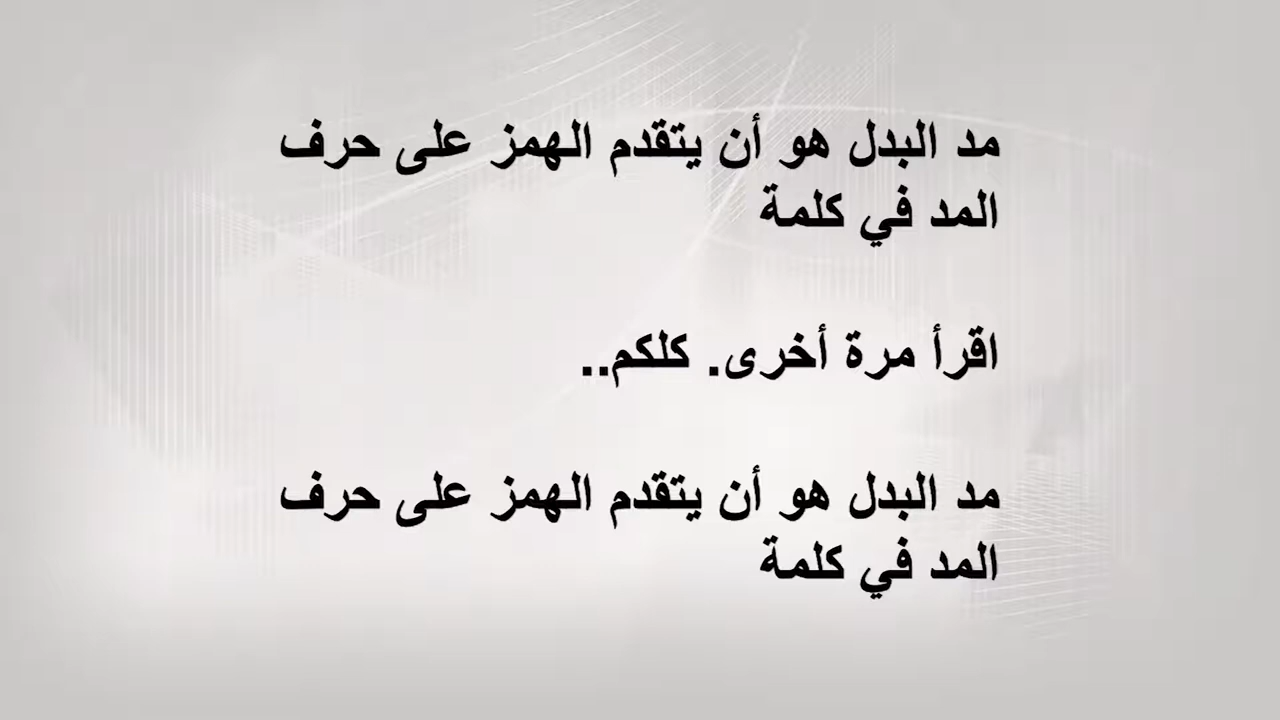 مد البدل هو أن يتقدم الهمز على حرف
المد في كلمة
اقرأ مرة أخرى. كلكم..
مد البدل هو أن يتقدم الهمز على حرف
المد في كلمة